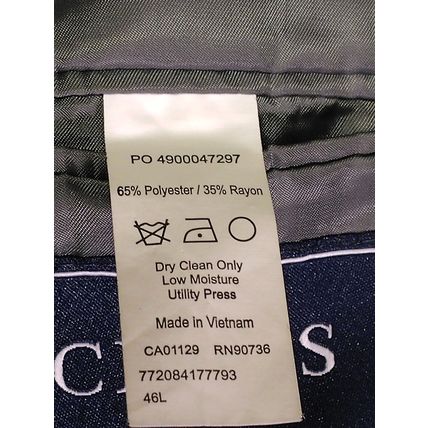 PO 4900047297
65% Polyester / 35% Rayon
Dry Clean Only
Low Moisture
Utility Press
Made in Vietnam
CA01129 RN90736
772084177793
46L